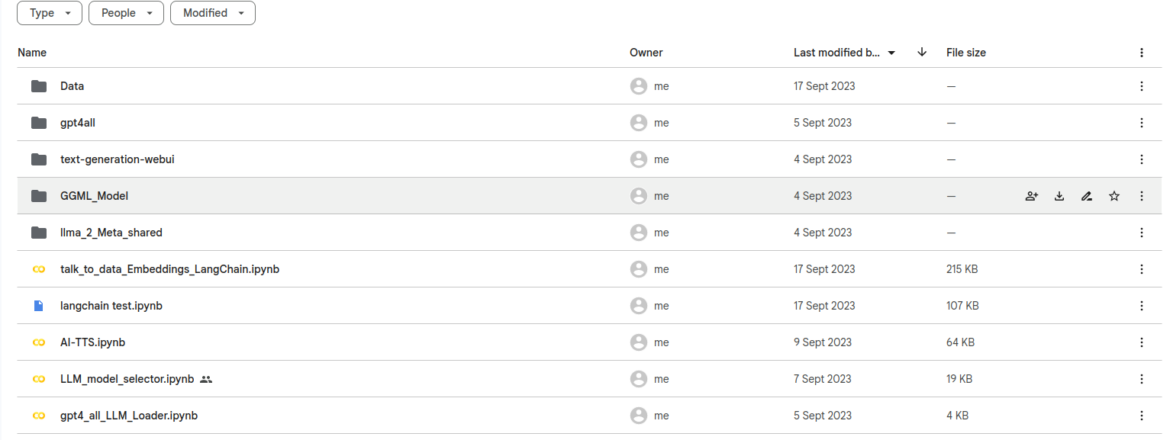 Type People Modified
Name Owner Last modified b... File size
Data me 17 Sept 2023 —
gpt4all me 5 Sept 2023 —
text-generation-webui me 4 Sept 2023 —
GGML_Model me 4 Sept 2023 —
llma_2_Meta_shared me 4 Sept 2023 —
talk_to_data_Embeddings_LangChain.ipynb me 17 Sept 2023 215 KB
langchain test.ipynb me 17 Sept 2023 107 KB
AI-TTS.ipynb me 9 Sept 2023 64 KB
LLM_model_selector.ipynb me 7 Sept 2023 19 KB
gpt4_all_LLM_Loader.ipynb me 5 Sept 2023 4 KB